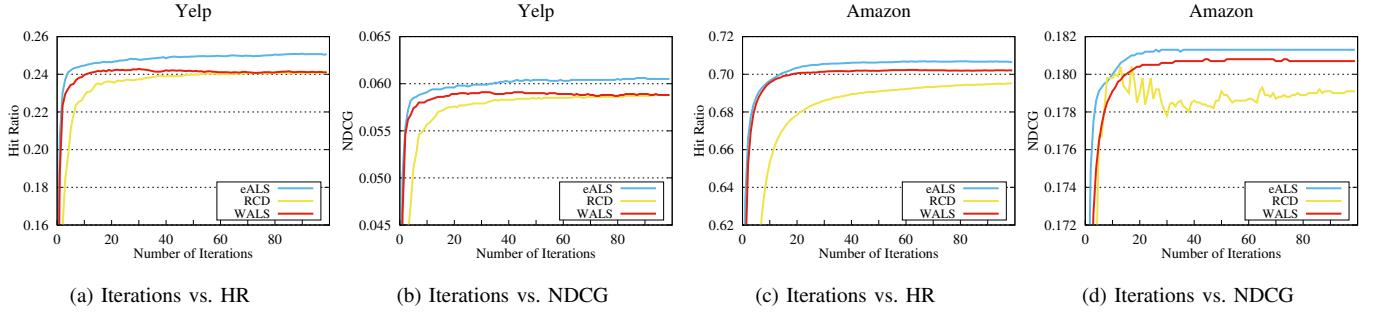 Yelp
0.26
0.24
0.22
0.20
0.18
0.16
Hit Ratio
0 20 40 60 80
Number of Iterations
eALS
RCD
WALS
(a) Iterations vs. HR
Yelp
0.065
0.060
0.055
0.050
0.045
NDCG
0 20 40 60 80
Number of Iterations
eALS
RCD
WALS
(b) Iterations vs. NDCG
Amazon
0.72
0.70
0.68
0.66
0.64
0.62
Hit Ratio
0 20 40 60 80
Number of Iterations
eALS
RCD
WALS
(c) Iterations vs. HR
Amazon
0.182
0.180
0.178
0.176
0.174
0.172
NDCG
0 20 40 60 80
Number of Iterations
eALS
RCD
WALS
(d) Iterations vs. NDCG